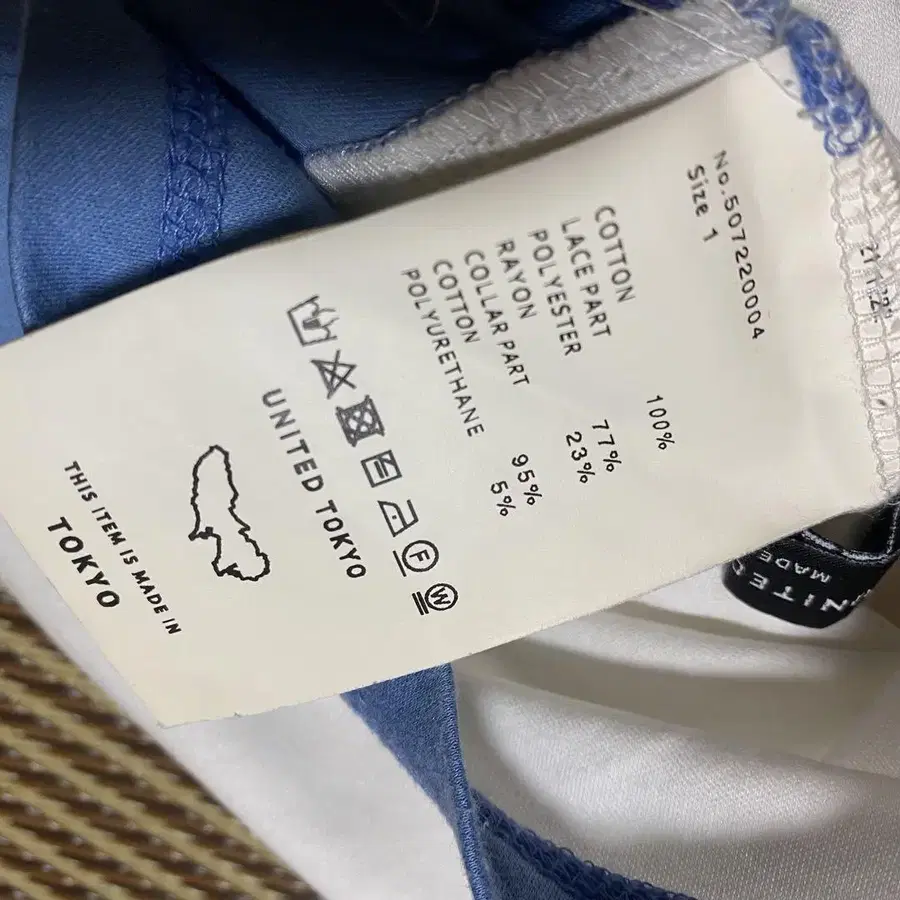 No.507220004
Size 1
COTTON 100%
LACE PART
POLYESTER 77%
RAYON 23%
COLLAR PART
COTTON 95%
POLYURETHANE 5%
F
W
UNITED TOKYO
THIS ITEM IS MADE IN
TOKYO
MADE